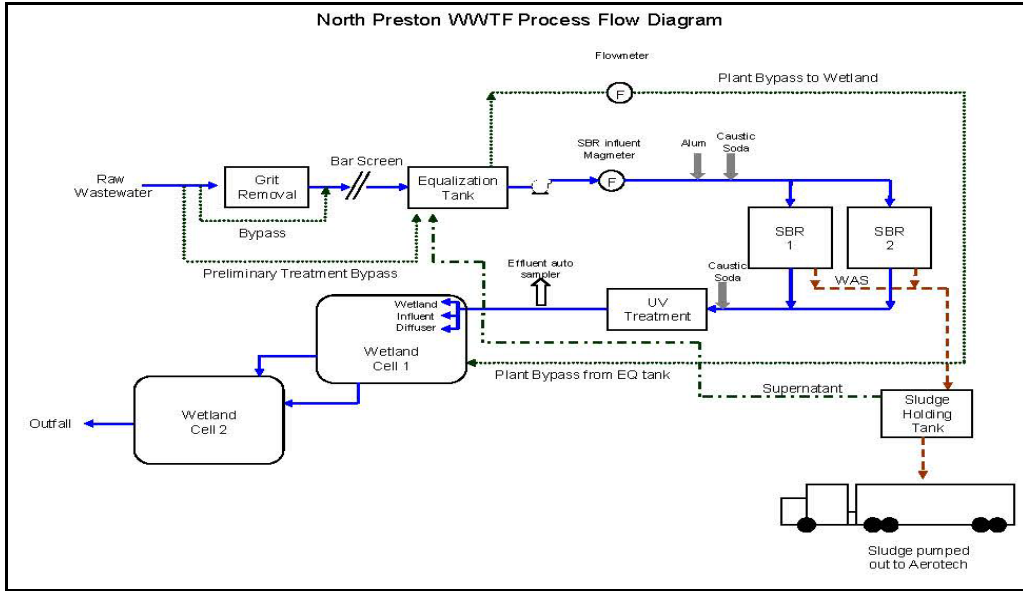 North Preston WWTF Process Flow Diagram
Flowmeter
Plant Bypass to Wetland
F
SBR influent
Magmeter
Alum
Caustic
Soda
Bar Screen
Raw
Wastewater
Grit
Removal
Equalization
Tank
F
Bypass
SBR
1
SBR
2
Preliminary Treatment Bypass
Effluent auto
sampler
Caustic
Soda
WAS
Wetland
Influent
Diffuser
UV
Treatment
Wetland
Cell 1
Plant Bypass from EQ tank
Supernatant
Sludge
Holding
Tank
Wetland
Cell 2
Outfall
Sludge pumped
out to Aerotech